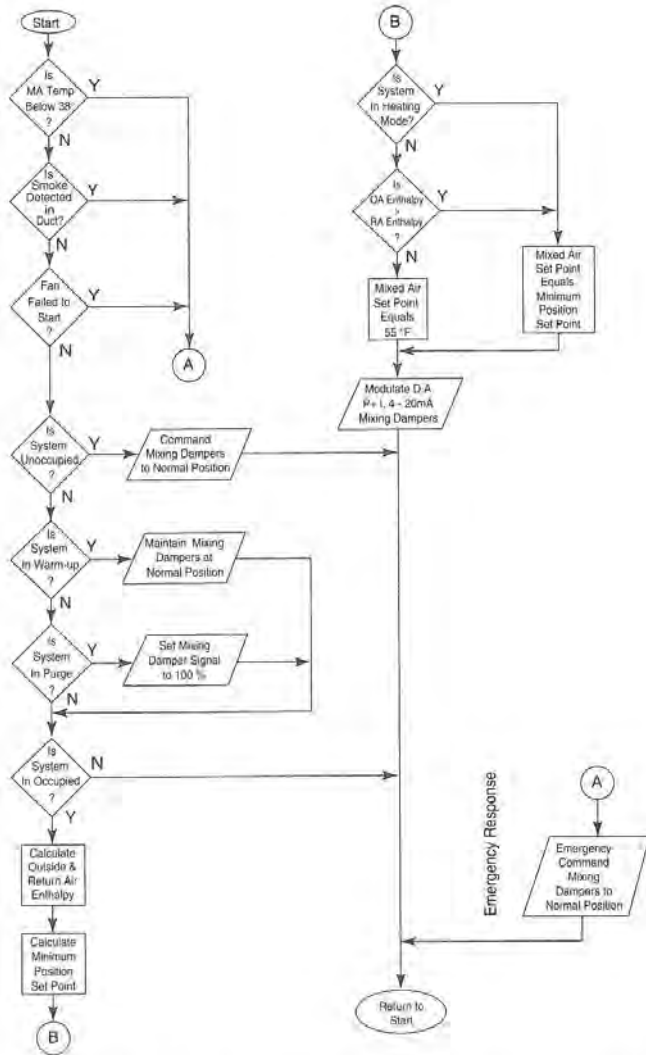 Start
Is
MA Temp
Below 38°
?
Y
N
Is
Smoke
Detected
in
Duct?
Y
N
Fan
Failed to
Start
?
Y
N
A
Is
System
Unoccupied
?
Y
N
Command
Mixing Dampers
to Normal Position
Is
System
In Warm-up
?
Y
N
Maintain Mixing
Dampers at
Normal Position
Is
System
In Purge
?
Y
N
Set Mixing
Damper Signal
to 100 %
Is
System
In Occupied
?
N
Y
Calculate
Outside &
Return Air
Enthalpy
Calculate
Minimum
Position
Set Point
B
B
Is
System
In Heating
Mode?
Y
N
Is
OA Enthalpy
>
RA Enthalpy
?
Y
N
Mixed Air
Set Point
Equals
55 °F
Mixed Air
Set Point
Equals
Minimum
Position
Set Point
Modulate D.A
P+ I, 4 - 20mA
Mixing Dampers
Emergency Response
A
Emergency-
Command
Mixing
Dampers to
Normal Position
Return to
Start